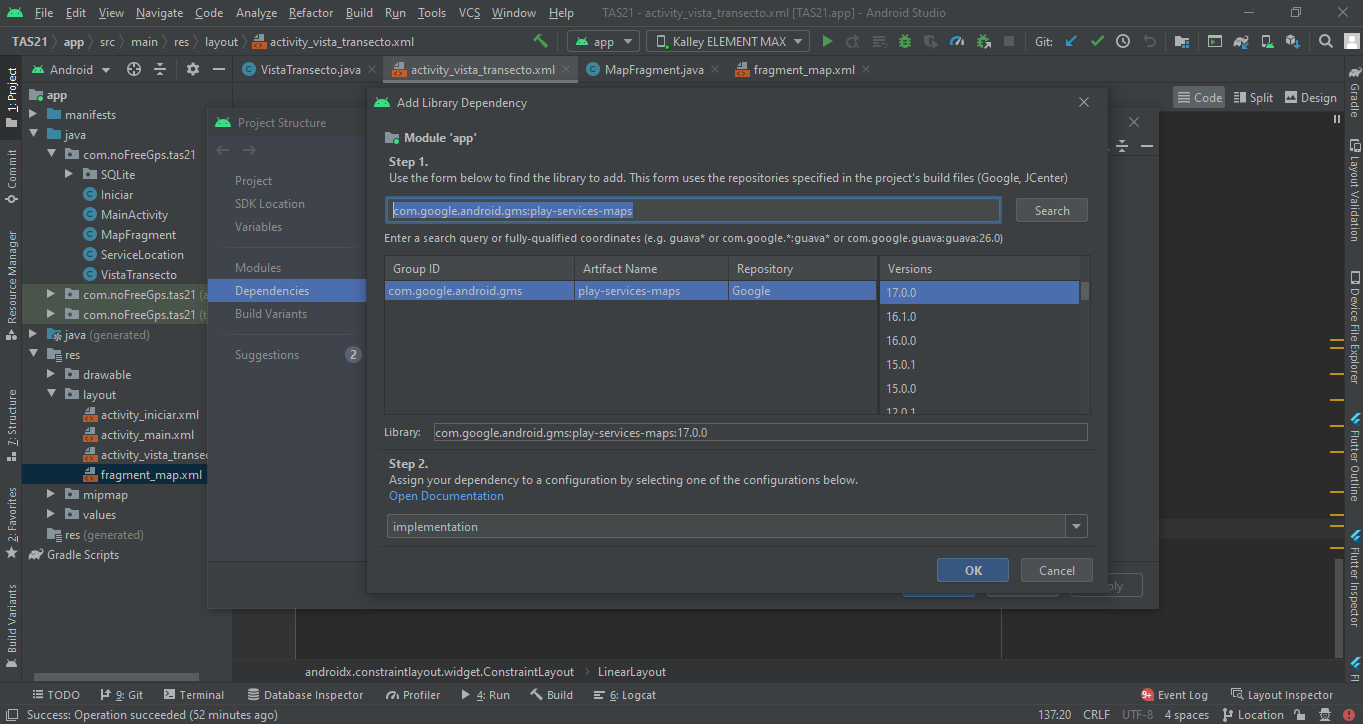 File Edit View Navigate Code Analyze Refactor Build Run Tools VCS Window Help TAS21 - activity_vista_transecto.xml [TAS21.app] - Android Studio
TAS21 app src main res layout activity_vista_transecto.xml app Kalley ELEMENT MAX Git:
Android VistaTransecto.java activity_vista_transecto.xml MapFragment.java fragment_map.xml
Code Split Design
1: Project
Commit
Resource Manager
7: Structure
2: Favorites
Build Variants
app
manifests
java
com.noFreeGps.tas21
SQLite
Iniciar
MainActivity
MapFragment
ServiceLocation
VistaTransecto
com.noFreeGps.tas21 (
com.noFreeGps.tas21 (
java (generated)
res
drawable
layout
activity_iniciar.xml
activity_main.xml
activity_vista_transec
fragment_map.xml
mipmap
values
res (generated)
Gradle Scripts
Project Structure
Project
SDK Location
Variables
Modules
Dependencies
Build Variants
Suggestions 2
Add Library Dependency
Module 'app'
Step 1.
Use the form below to find the library to add. This form uses the repositories specified in the project's build files (Google, JCenter)
com.google.android.gms:play-services-maps Search
Enter a search query or fully-qualified coordinates (e.g. guava* or com.google.*:guava* or com.google.guava:guava:26.0)
Group ID Artifact Name Repository Versions
com.google.android.gms play-services-maps Google 17.0.0
16.1.0
16.0.0
15.0.1
15.0.0
12.0.1
Library: com.google.android.gms:play-services-maps:17.0.0
Step 2.
Assign your dependency to a configuration by selecting one of the configurations below.
Open Documentation
implementation
OK Cancel
ply
Gradle
Layout Validation
Device File Explorer
Flutter Outline
Flutter Inspector
Fl
androidx.constraintlayout.widget.ConstraintLayout LinearLayout
TODO 9: Git Terminal Database Inspector Profiler 4: Run Build 6: Logcat 9+ Event Log Layout Inspector
Success: Operation succeeded (52 minutes ago) 137:20 CRLF UTF-8 4 spaces Location